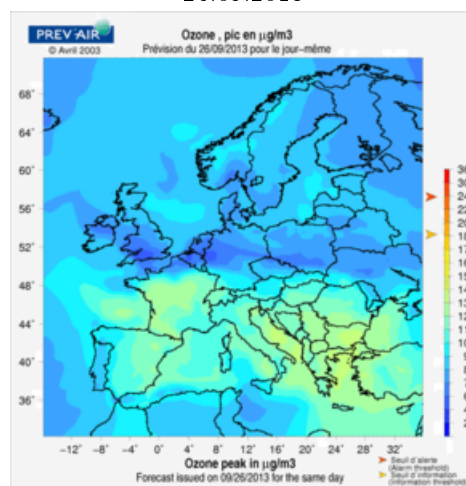 PREV'AIR
© Avril 2003
Ozone , pic en µg/m3
Prévision du 26/09/2013 pour le jour-même
68°
64°
60°
56°
52°
48°
44°
40°
36°
−12° −8° −4° 0° 4° 8° 12° 16° 20° 24° 28° 32°
Ozone peak in µg/m3
Forecast issued on 09/26/2013 for the same day
Seuil d'alerte
(Alarm threshold)
Seuil d'information
(Information threshold)